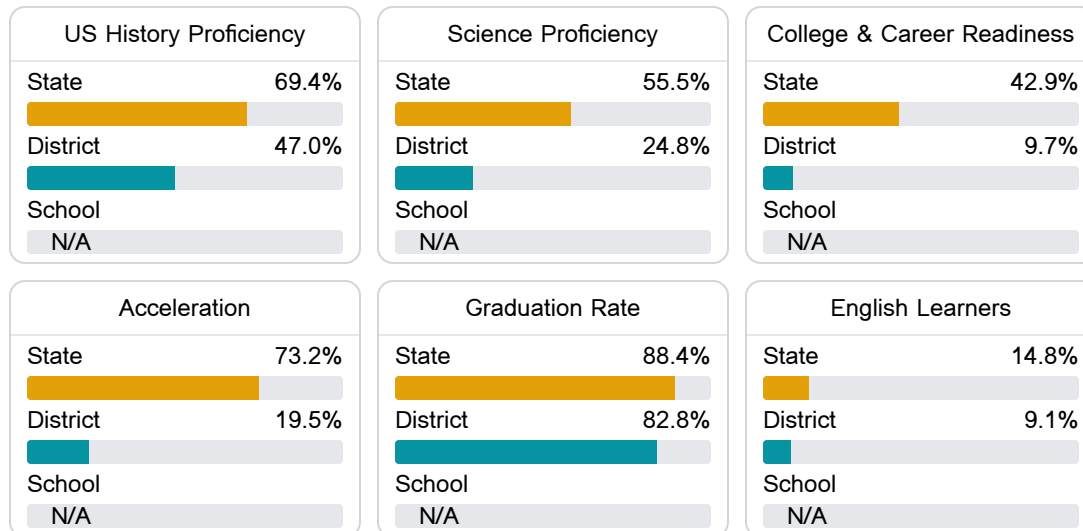 US History Proficiency
State 69.4%
District 47.0%
School
N/A
Science Proficiency
State 55.5%
District 24.8%
School
N/A
College & Career Readiness
State 42.9%
District 9.7%
School
N/A
Acceleration
State 73.2%
District 19.5%
School
N/A
Graduation Rate
State 88.4%
District 82.8%
School
N/A
English Learners
State 14.8%
District 9.1%
School
N/A